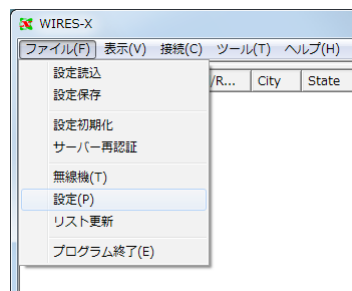 WIRES-X
ファイル(F) 表示(V) 接続(C) ツール(T) ヘルプ(H)
/R... City State
設定読込
設定保存
設定初期化
サーバー再認証
無線機(T)
設定(P)
リスト更新
プログラム終了(E)